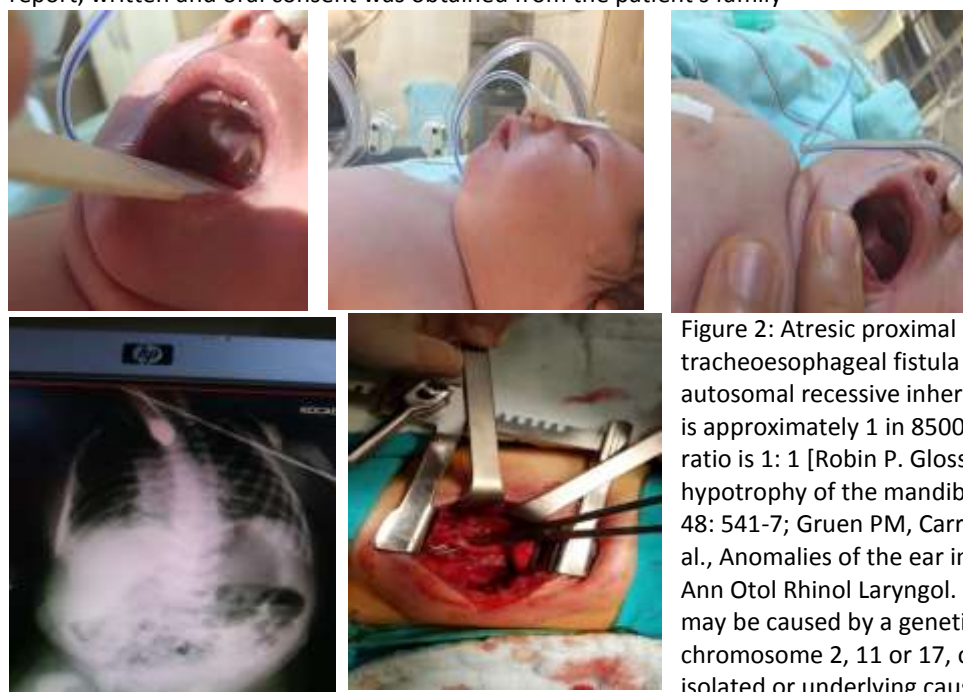 report, written and oral consent was obtained from the patient's family
hp
Figure 2: Atresic proximal
tracheoesophageal fistula
autosomal recessive inher
is approximately 1 in 8500
ratio is 1: 1 [Robin P. Gloss
hypotrophy of the mandib
48: 541-7; Gruen PM, Carr
al., Anomalies of the ear in
Ann Otol Rhinol Laryngol.
may be caused by a geneti
chromosome 2, 11 or 17, o
isolated or underlying caus